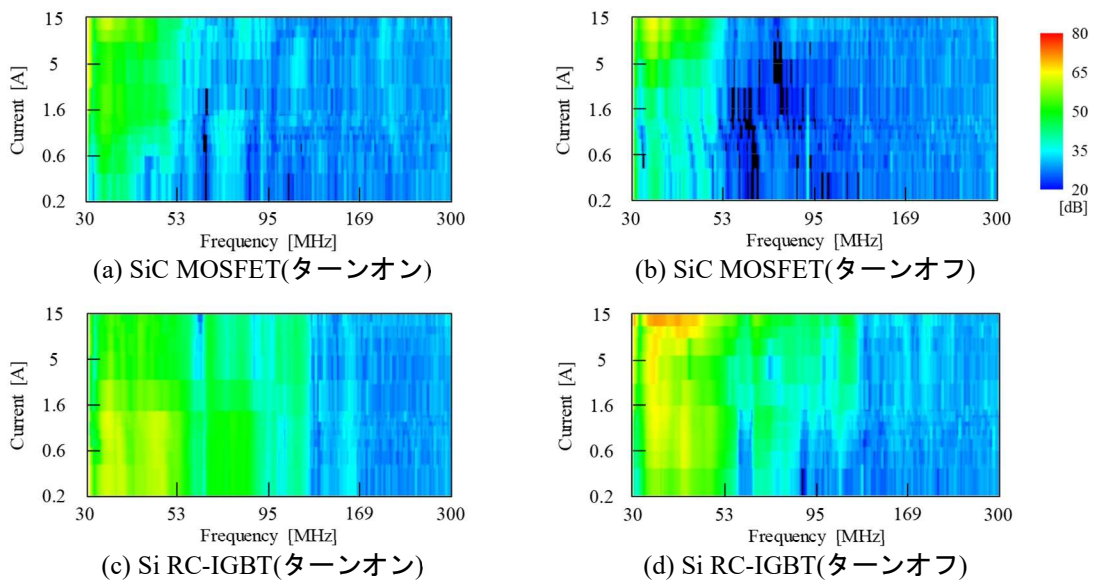 15
5
1.6
0.6
0.2
Current [A]
30 53 95 169 300
Frequency [MHz]
(a) SiC MOSFET(ターンオン)
15
5
1.6
0.6
0.2
Current [A]
30 53 95 169 300
Frequency [MHz]
(b) SiC MOSFET(ターンオフ)
80
65
50
35
20
[dB]
15
5
1.6
0.6
0.2
Current [A]
30 53 95 169 300
Frequency [MHz]
(c) Si RC-IGBT(ターンオン)
15
5
1.6
0.6
0.2
Current [A]
30 53 95 169 300
Frequency [MHz]
(d) Si RC-IGBT(ターンオフ)